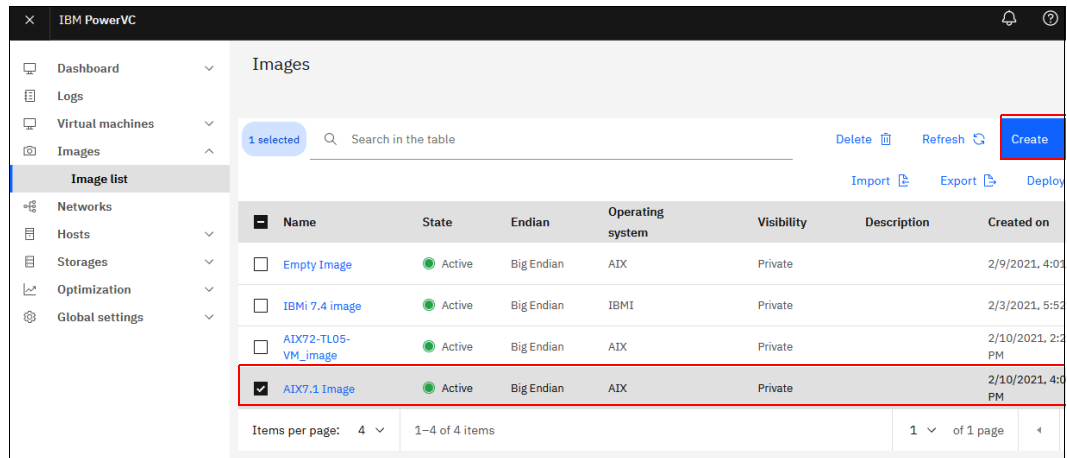 IBM PowerVC
Dashboard
Logs
Virtual machines
Images
Image list
Networks
Hosts
Storages
Optimization
Global settings
Images
1 selected Search in the table Delete Refresh Create
Import Export Deploy
Name State Endian Operating system Visibility Description Created on
Empty Image Active Big Endian AIX Private 2/9/2021, 4:01
IBMi 7.4 image Active Big Endian IBMI Private 2/3/2021, 5:52
AIX72-TL05-VM_image Active Big Endian AIX Private 2/10/2021, 2:2 PM
AIX7.1 Image Active Big Endian AIX Private 2/10/2021, 4:0 PM
Items per page: 4 1–4 of 4 items 1 of 1 page